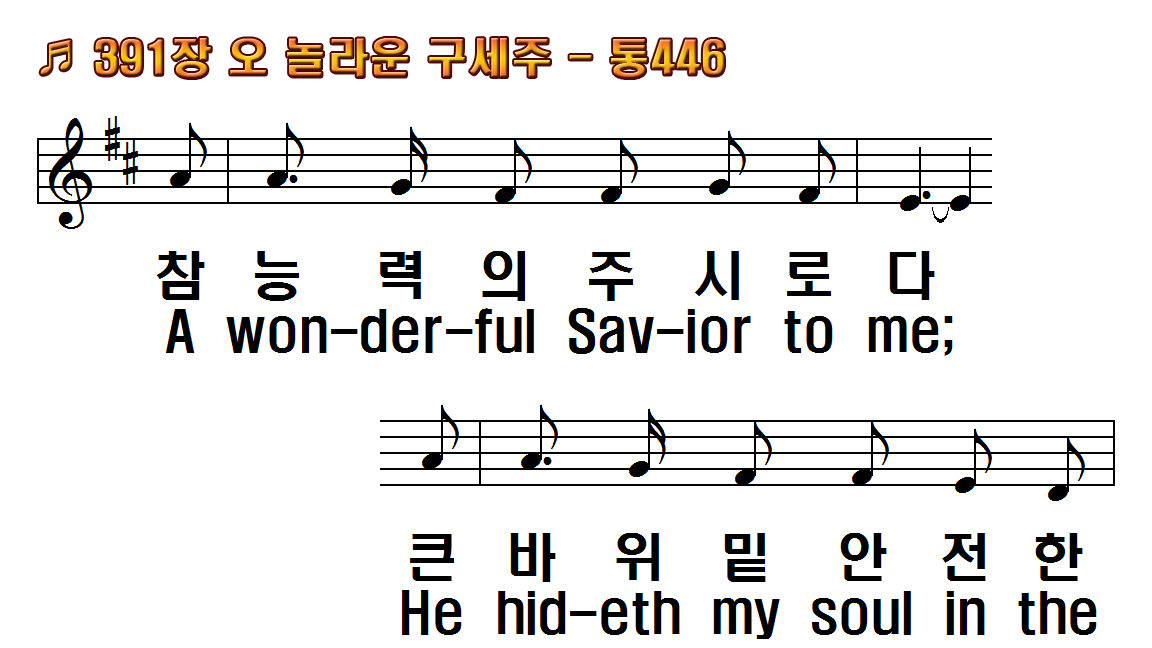 ♬ 391장 오 놀라운 구세주 - 통446
참 능 력 의 주 시 로 다
A won-der-ful Sav-ior to me;
큰 바 위 밑 안 전 한
He hid-eth my soul in the